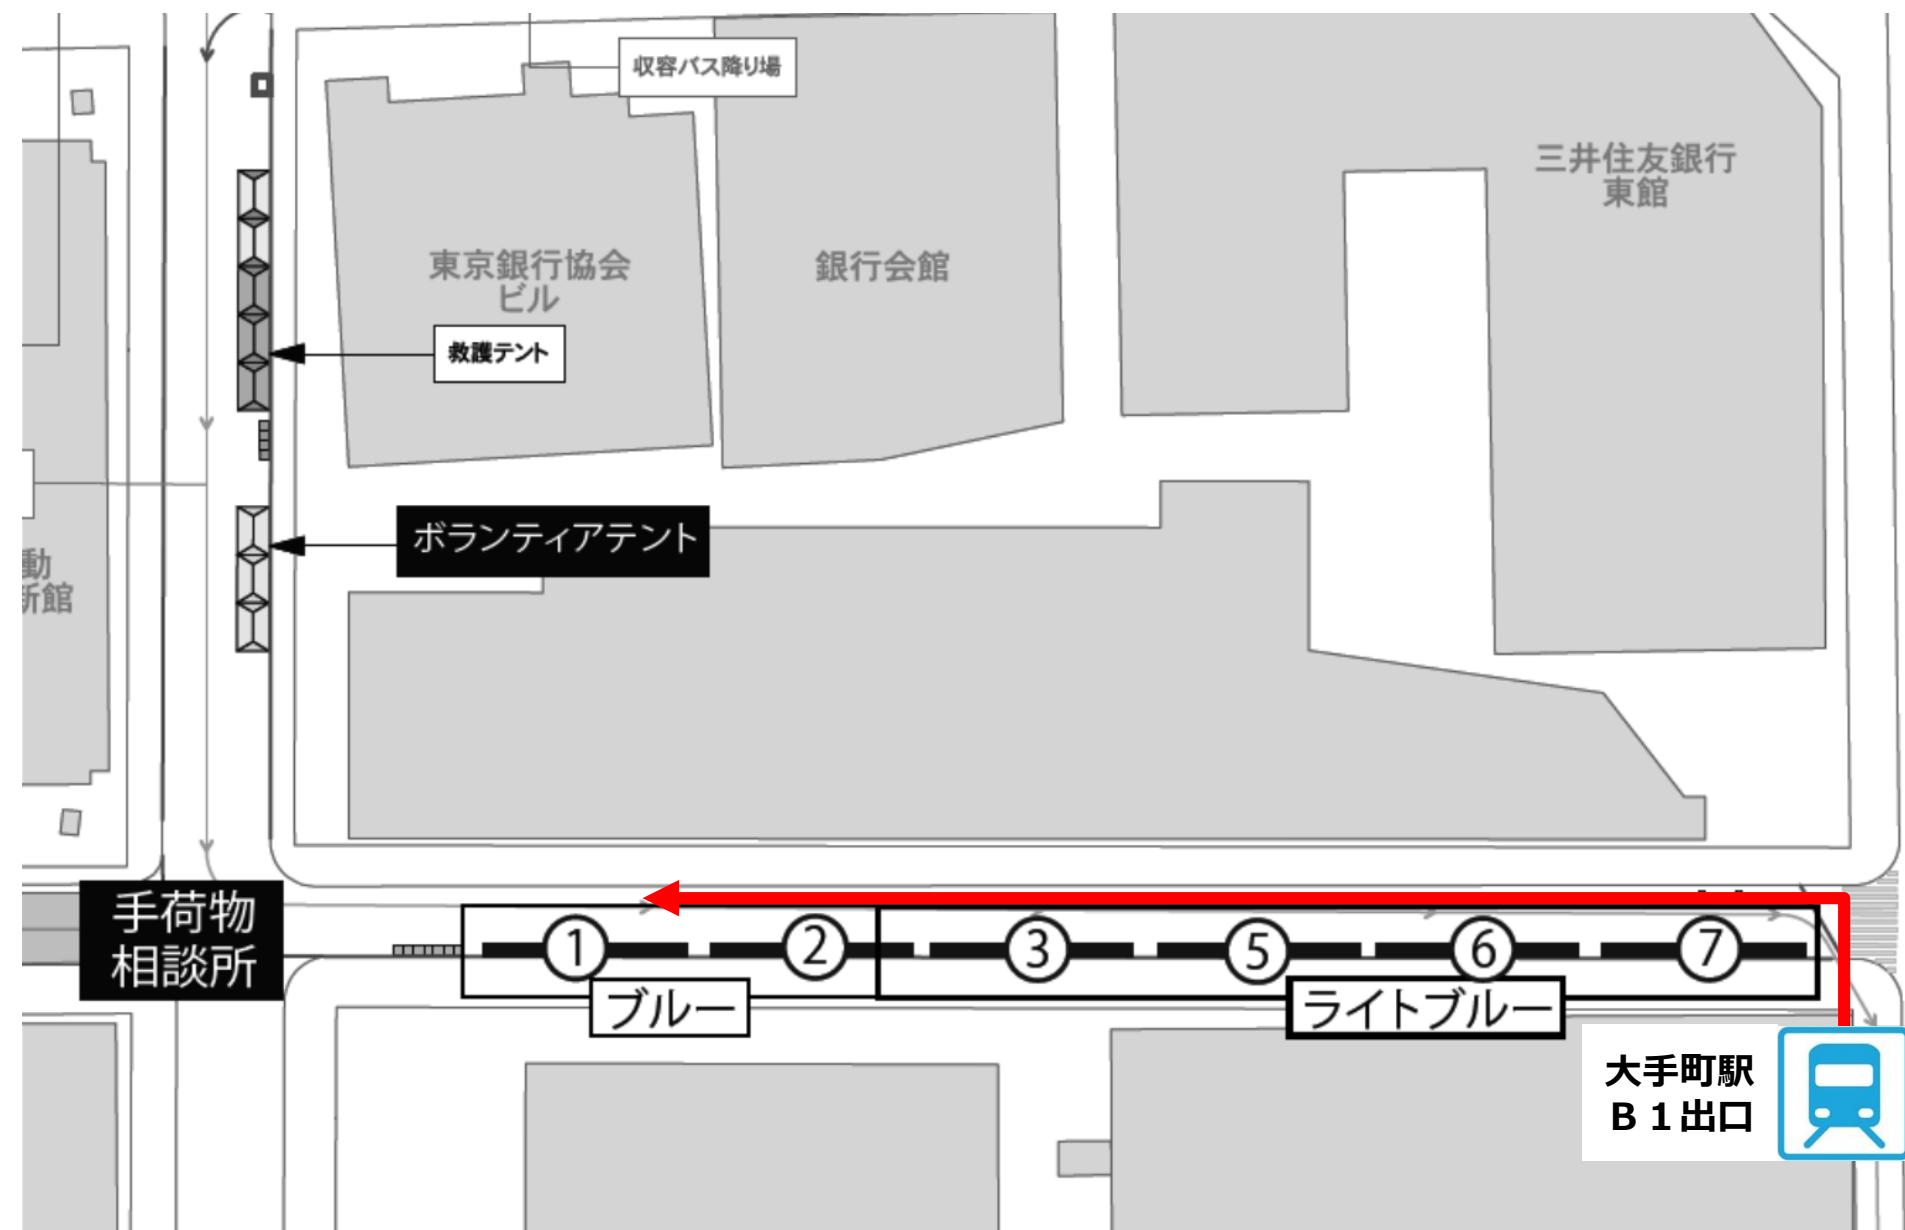 収容バス降り場
三井住友銀行
東館
東京銀行協会
ビル
銀行会館
救護テント
ボランティアテント
動
新館
手荷物
相談所
①
②
③
⑤
⑥
⑦
ブルー
ライトブルー
大手町駅
B1出口